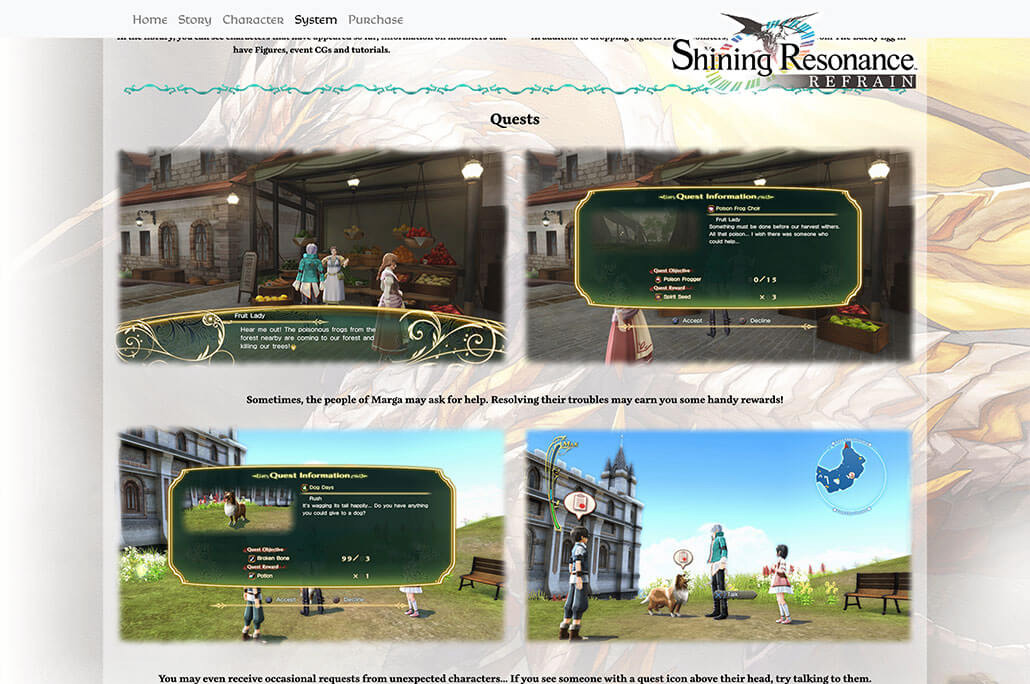 Home Story Character System Purchase
Shining Resonance
REFRAIN
In the library, you can see characters that have appeared so far, information on monsters that
have Figures, event CGs and tutorials.
In addition to dropping Figures
Quests
Fruit Lady
Hear me out! The poisonous frogs from the
forest nearby are coming to our forest and
killing our trees!
Quest Information
Poison Frog Choir
Fruit Lady
Something must be done before our harvest withers.
All that poison... I wish there was someone who
could help...
Quest Objective
Poison Frogger 0/15
Quest Reward
Spirit Seed × 3
Accept Decline
Sometimes, the people of Marga may ask for help. Resolving their troubles may earn you some handy rewards!
Quest Information
Dog Days
Rush
It's wagging its tail happily... Do you have anything
you could give to a dog?
Quest Objective
Broken Bone 99/ 3
Quest Reward
Potion × 1
Accept Decline
Max
Talk
You may even receive occasional requests from unexpected characters... If you see someone with a quest icon above their head, try talking to them.